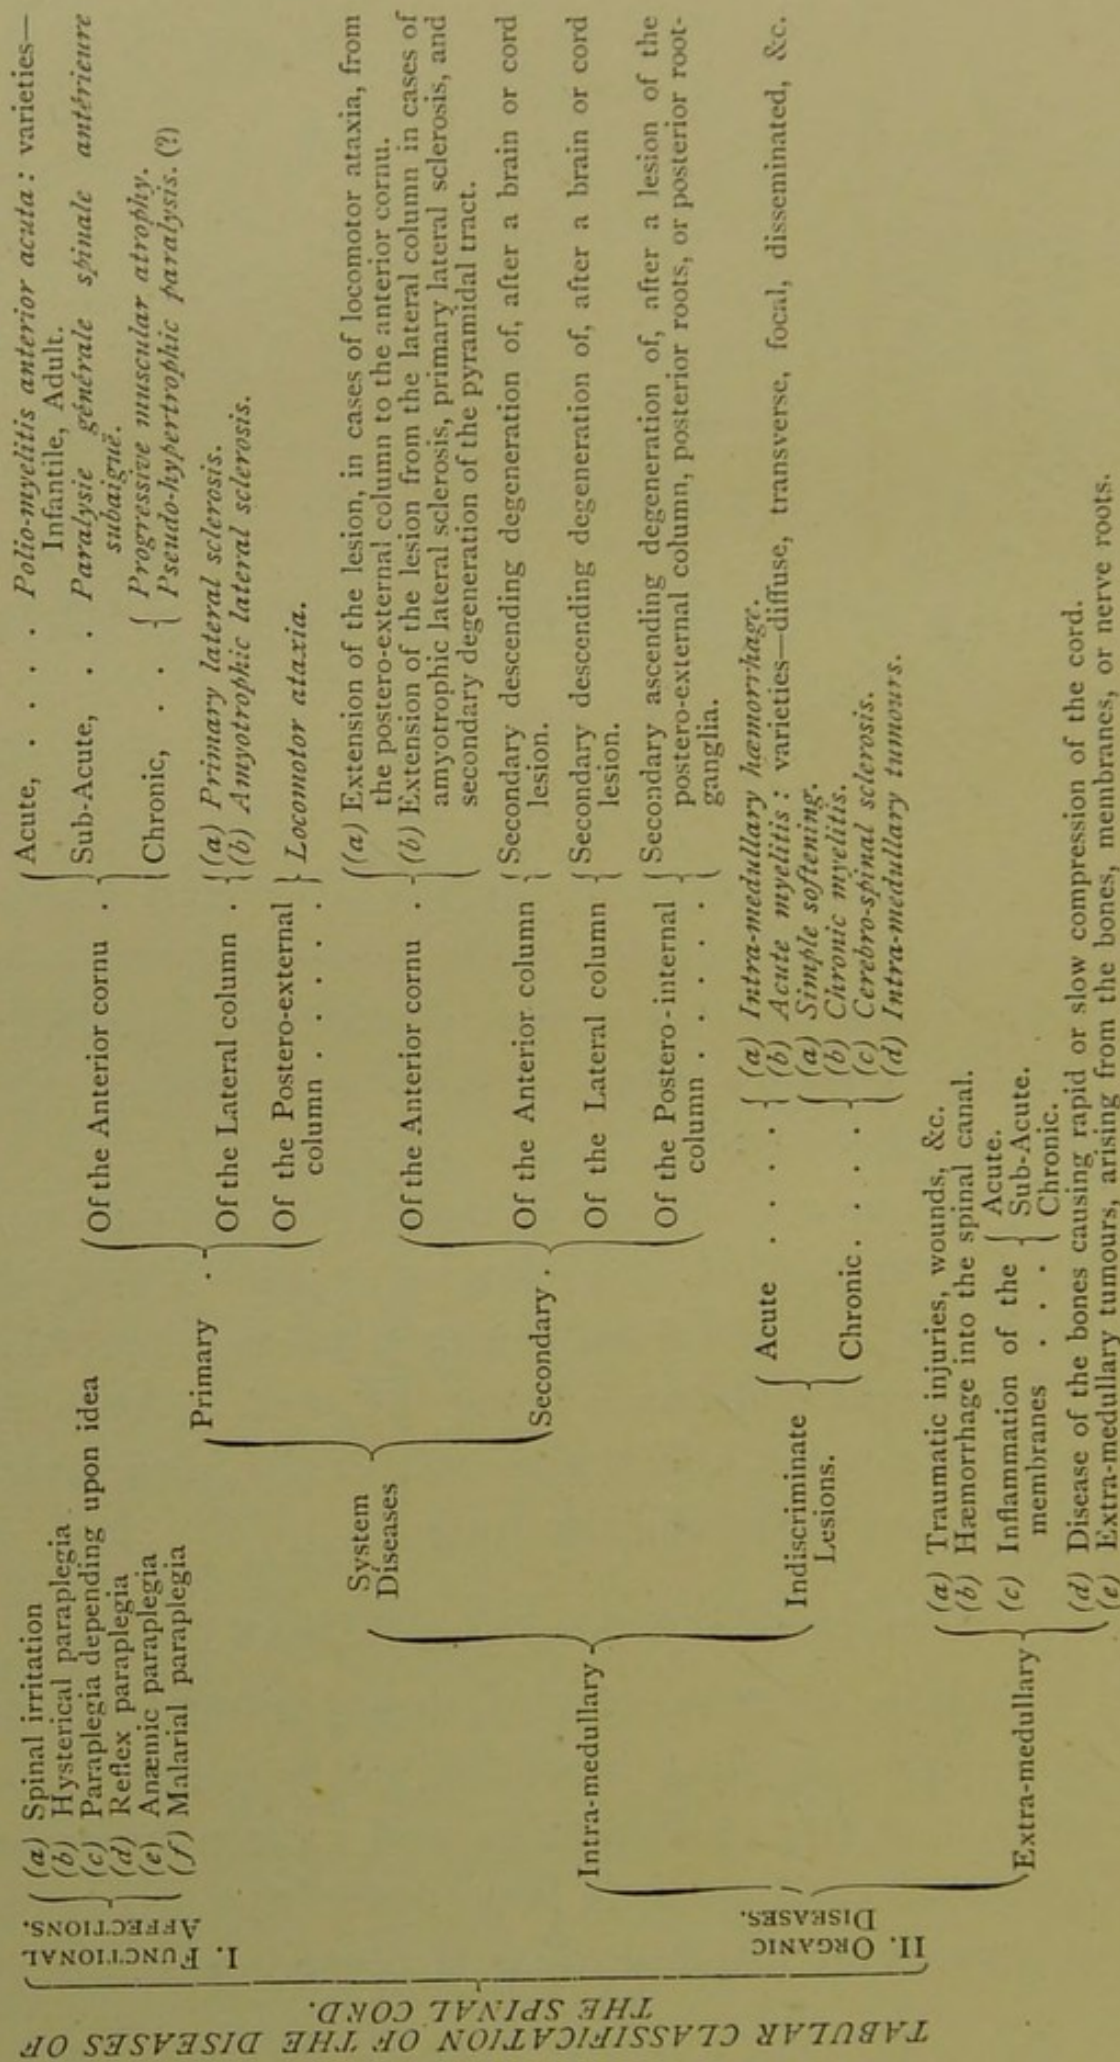 TABULAR CLASSIFICATION OF THE DISEASES OF
THE SPINAL CORD.
I. FUNCTIONAL
AFFECTIONS.
(a) Spinal irritation
(b) Hysterical paraplegia
(c) Paraplegia depending upon idea
(d) Reflex paraplegia
(e) Anæmic paraplegia
(f) Malarial paraplegia
II. ORGANIC
DISEASES.
Intra-medullary
System
Diseases
Primary .
Of the Anterior cornu .
Acute, . . . . Polio-myelitis anterior acuta : varieties—
Infantile, Adult.
Sub-Acute, . . Paralysie générale spinale antérieure
subaiguë.
Chronic, . . { Progressive muscular atrophy.
Pseudo-hypertrophic paralysis. (?)
Of the Lateral column .
(a) Primary lateral sclerosis.
(b) Amyotrophic lateral sclerosis.
Of the Postero-external
column . . . . .
} Locomotor ataxia.
Secondary .
Of the Anterior cornu .
(a) Extension of the lesion, in cases of locomotor ataxia, from
the postero-external column to the anterior cornu.
(b) Extension of the lesion from the lateral column in cases of
amyotrophic lateral sclerosis, primary lateral sclerosis, and
secondary degeneration of the pyramidal tract.
Of the Anterior column
{ Secondary descending degeneration of, after a brain or cord
lesion.
Of the Lateral column
{ Secondary descending degeneration of, after a brain or cord
lesion.
Of the Postero-internal
column . . . . .
{ Secondary ascending degeneration of, after a lesion of the
postero-external column, posterior roots, or posterior root-
ganglia.
Indiscriminate
Lesions.
Acute . . . .
(a) Intra-medullary hæmorrhage.
(b) Acute myelitis : varieties—diffuse, transverse, focal, disseminated, &c.
Chronic . . . .
(a) Simple softening.
(b) Chronic myelitis.
(c) Cerebro-spinal sclerosis.
(d) Intra-medullary tumours.
Extra-medullary
(a) Traumatic injuries, wounds, &c.
(b) Hæmorrhage into the spinal canal.
(c) Inflammation of the
membranes . . .
Acute.
Sub-Acute.
Chronic.
(d) Disease of the bones causing rapid or slow compression of the cord.
(e) Extra-medullary tumours, arising from the bones, membranes, or nerve roots.